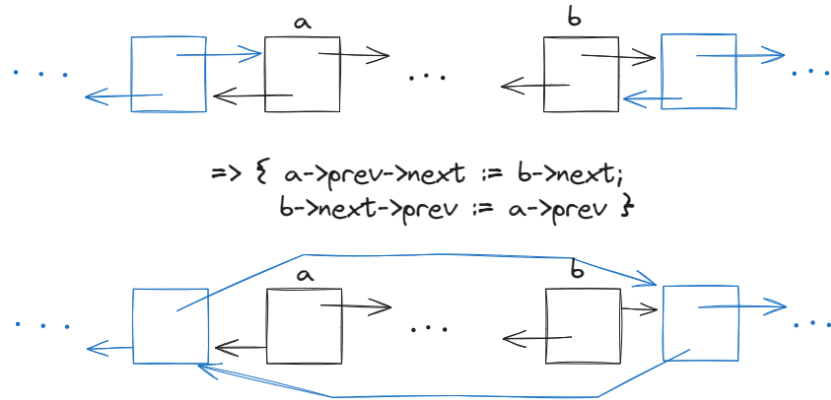 a
b
=> { a->prev->next := b->next;
b->next->prev := a->prev }
a
b